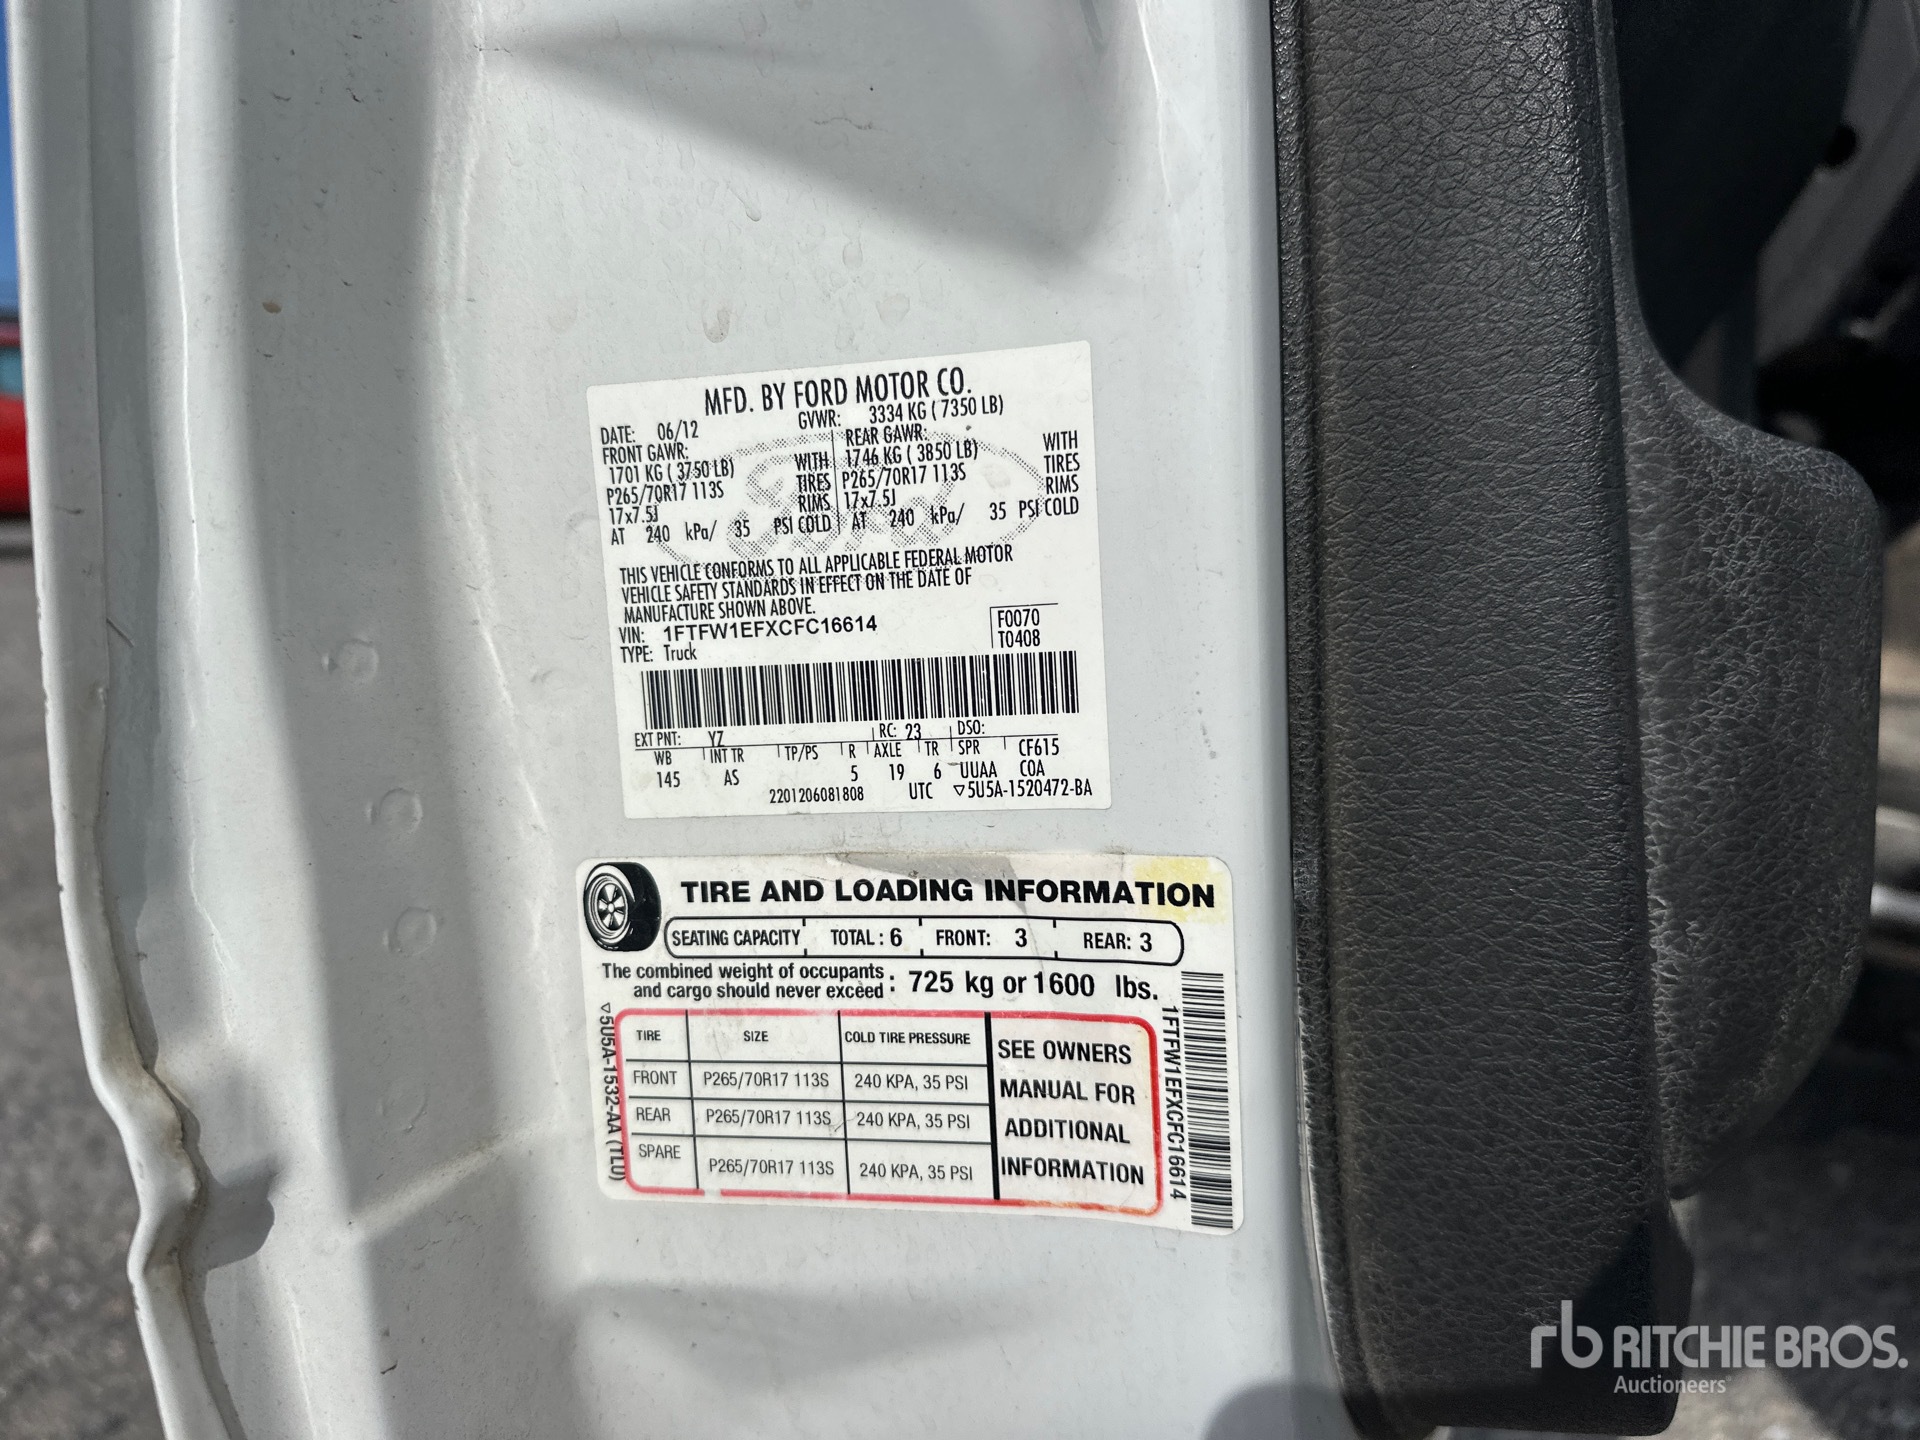 MFD. BY FORD MOTOR CO.
DATE: 06/12 GVWR: 3334 KG ( 7350 LB)
FRONT GAWR: REAR GAWR:
1701 KG ( 3750 LB) WITH 1746 KG ( 3850 LB) WITH
P265/70R17 113S TIRES P265/70R17 113S TIRES
17x7.5J RIMS 17x7.5J RIMS
AT 240 kPa/ 35 PSI COLD AT 240 kPa/ 35 PSI COLD
Ford
THIS VEHICLE CONFORMS TO ALL APPLICABLE FEDERAL MOTOR
VEHICLE SAFETY STANDARDS IN EFFECT ON THE DATE OF
MANUFACTURE SHOWN ABOVE.
VIN: 1FTFW1EFXCFC16614 F0070
TYPE: Truck T0408
EXT PNT: YZ RC: 23 DSO:
WB INT TR TP/PS R AXLE TR SPR CF615
145 AS 5 19 6 UUAA COA
2201206081808 UTC ▽5U5A-1520472-BA
TIRE AND LOADING INFORMATION
SEATING CAPACITY TOTAL : 6 FRONT: 3 REAR: 3
The combined weight of occupants
and cargo should never exceed : 725 kg or 1600 lbs.
▽5U5A-1532-AA (TLU)
TIRE SIZE COLD TIRE PRESSURE
FRONT P265/70R17 113S 240 KPA, 35 PSI
REAR P265/70R17 113S 240 KPA, 35 PSI
SPARE P265/70R17 113S 240 KPA, 35 PSI
SEE OWNERS
MANUAL FOR
ADDITIONAL
INFORMATION
1FTFW1EFXCFC16614
rb RITCHIE BROS.
Auctioneers